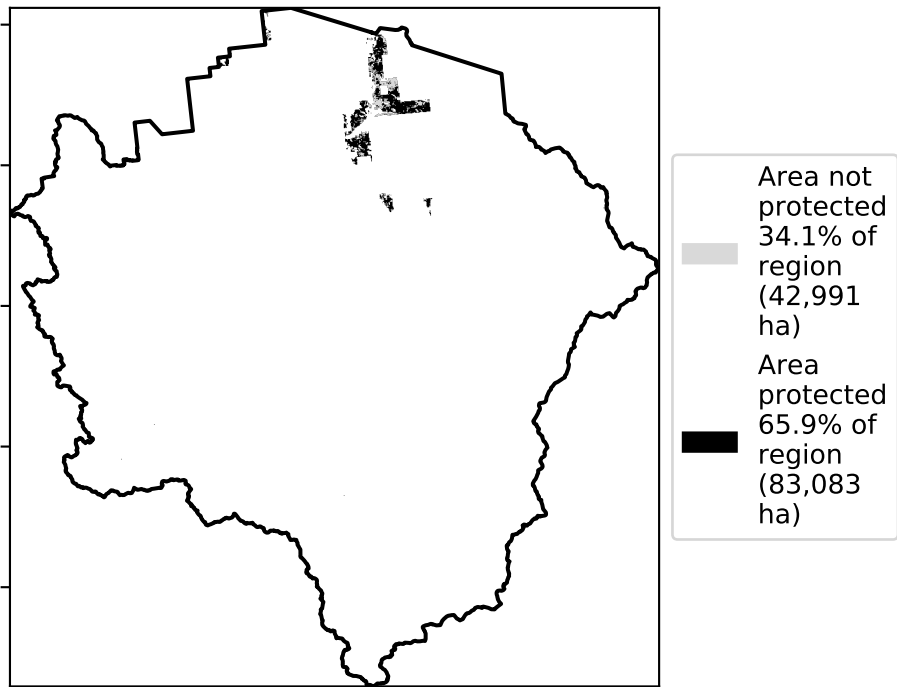 Area not
protected
34.1% of
region
(42,991
ha)
Area
protected
65.9% of
region
(83,083
ha)